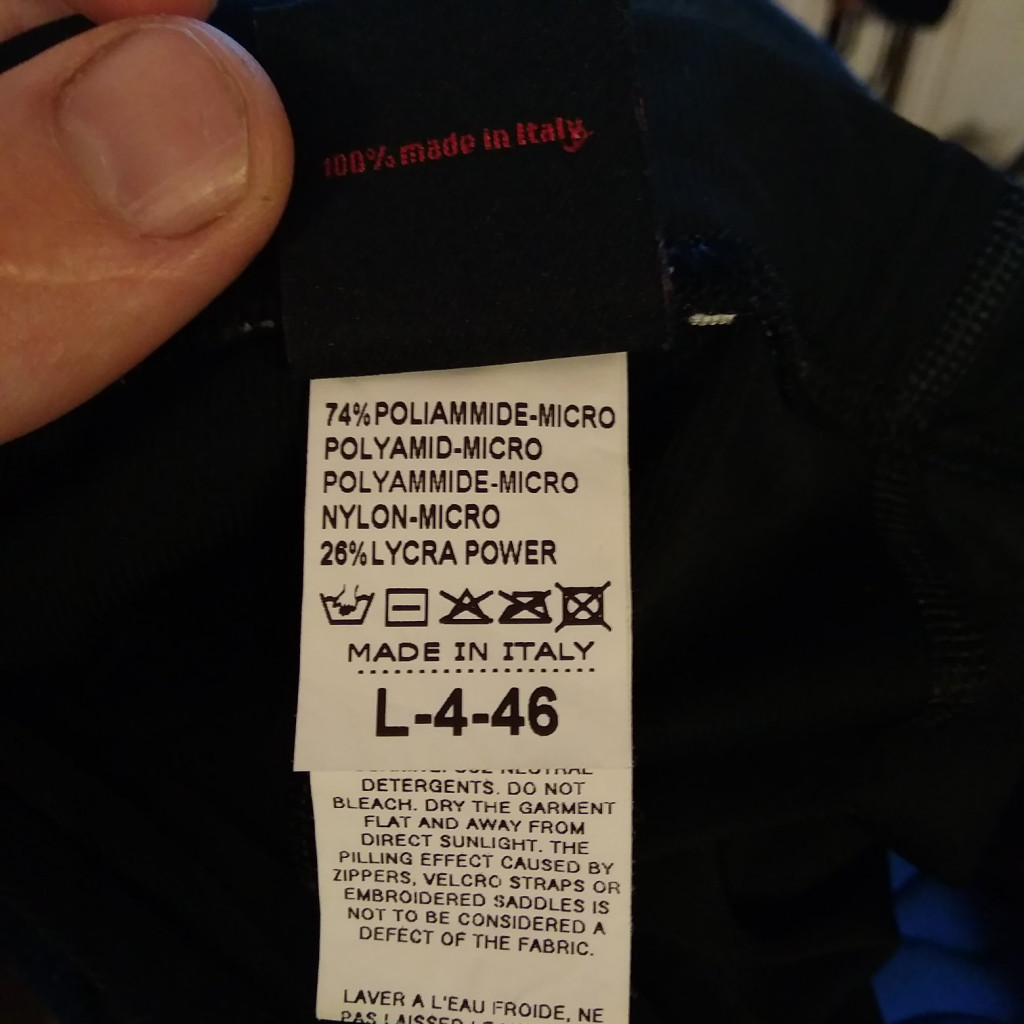 100% made in Italy
74% POLIAMMIDE-MICRO
POLYAMID-MICRO
POLYAMMIDE-MICRO
NYLON-MICRO
26% LYCRA POWER
MADE IN ITALY
L-4-46
NEUTRAL
DETERGENTS. DO NOT
BLEACH. DRY THE GARMENT
FLAT AND AWAY FROM
DIRECT SUNLIGHT. THE
PILLING EFFECT CAUSED BY
ZIPPERS, VELCRO STRAPS OR
EMBROIDERED SADDLES IS
NOT TO BE CONSIDERED A
DEFECT OF THE FABRIC.
LAVER A L'EAU FROIDE, NE
PAS